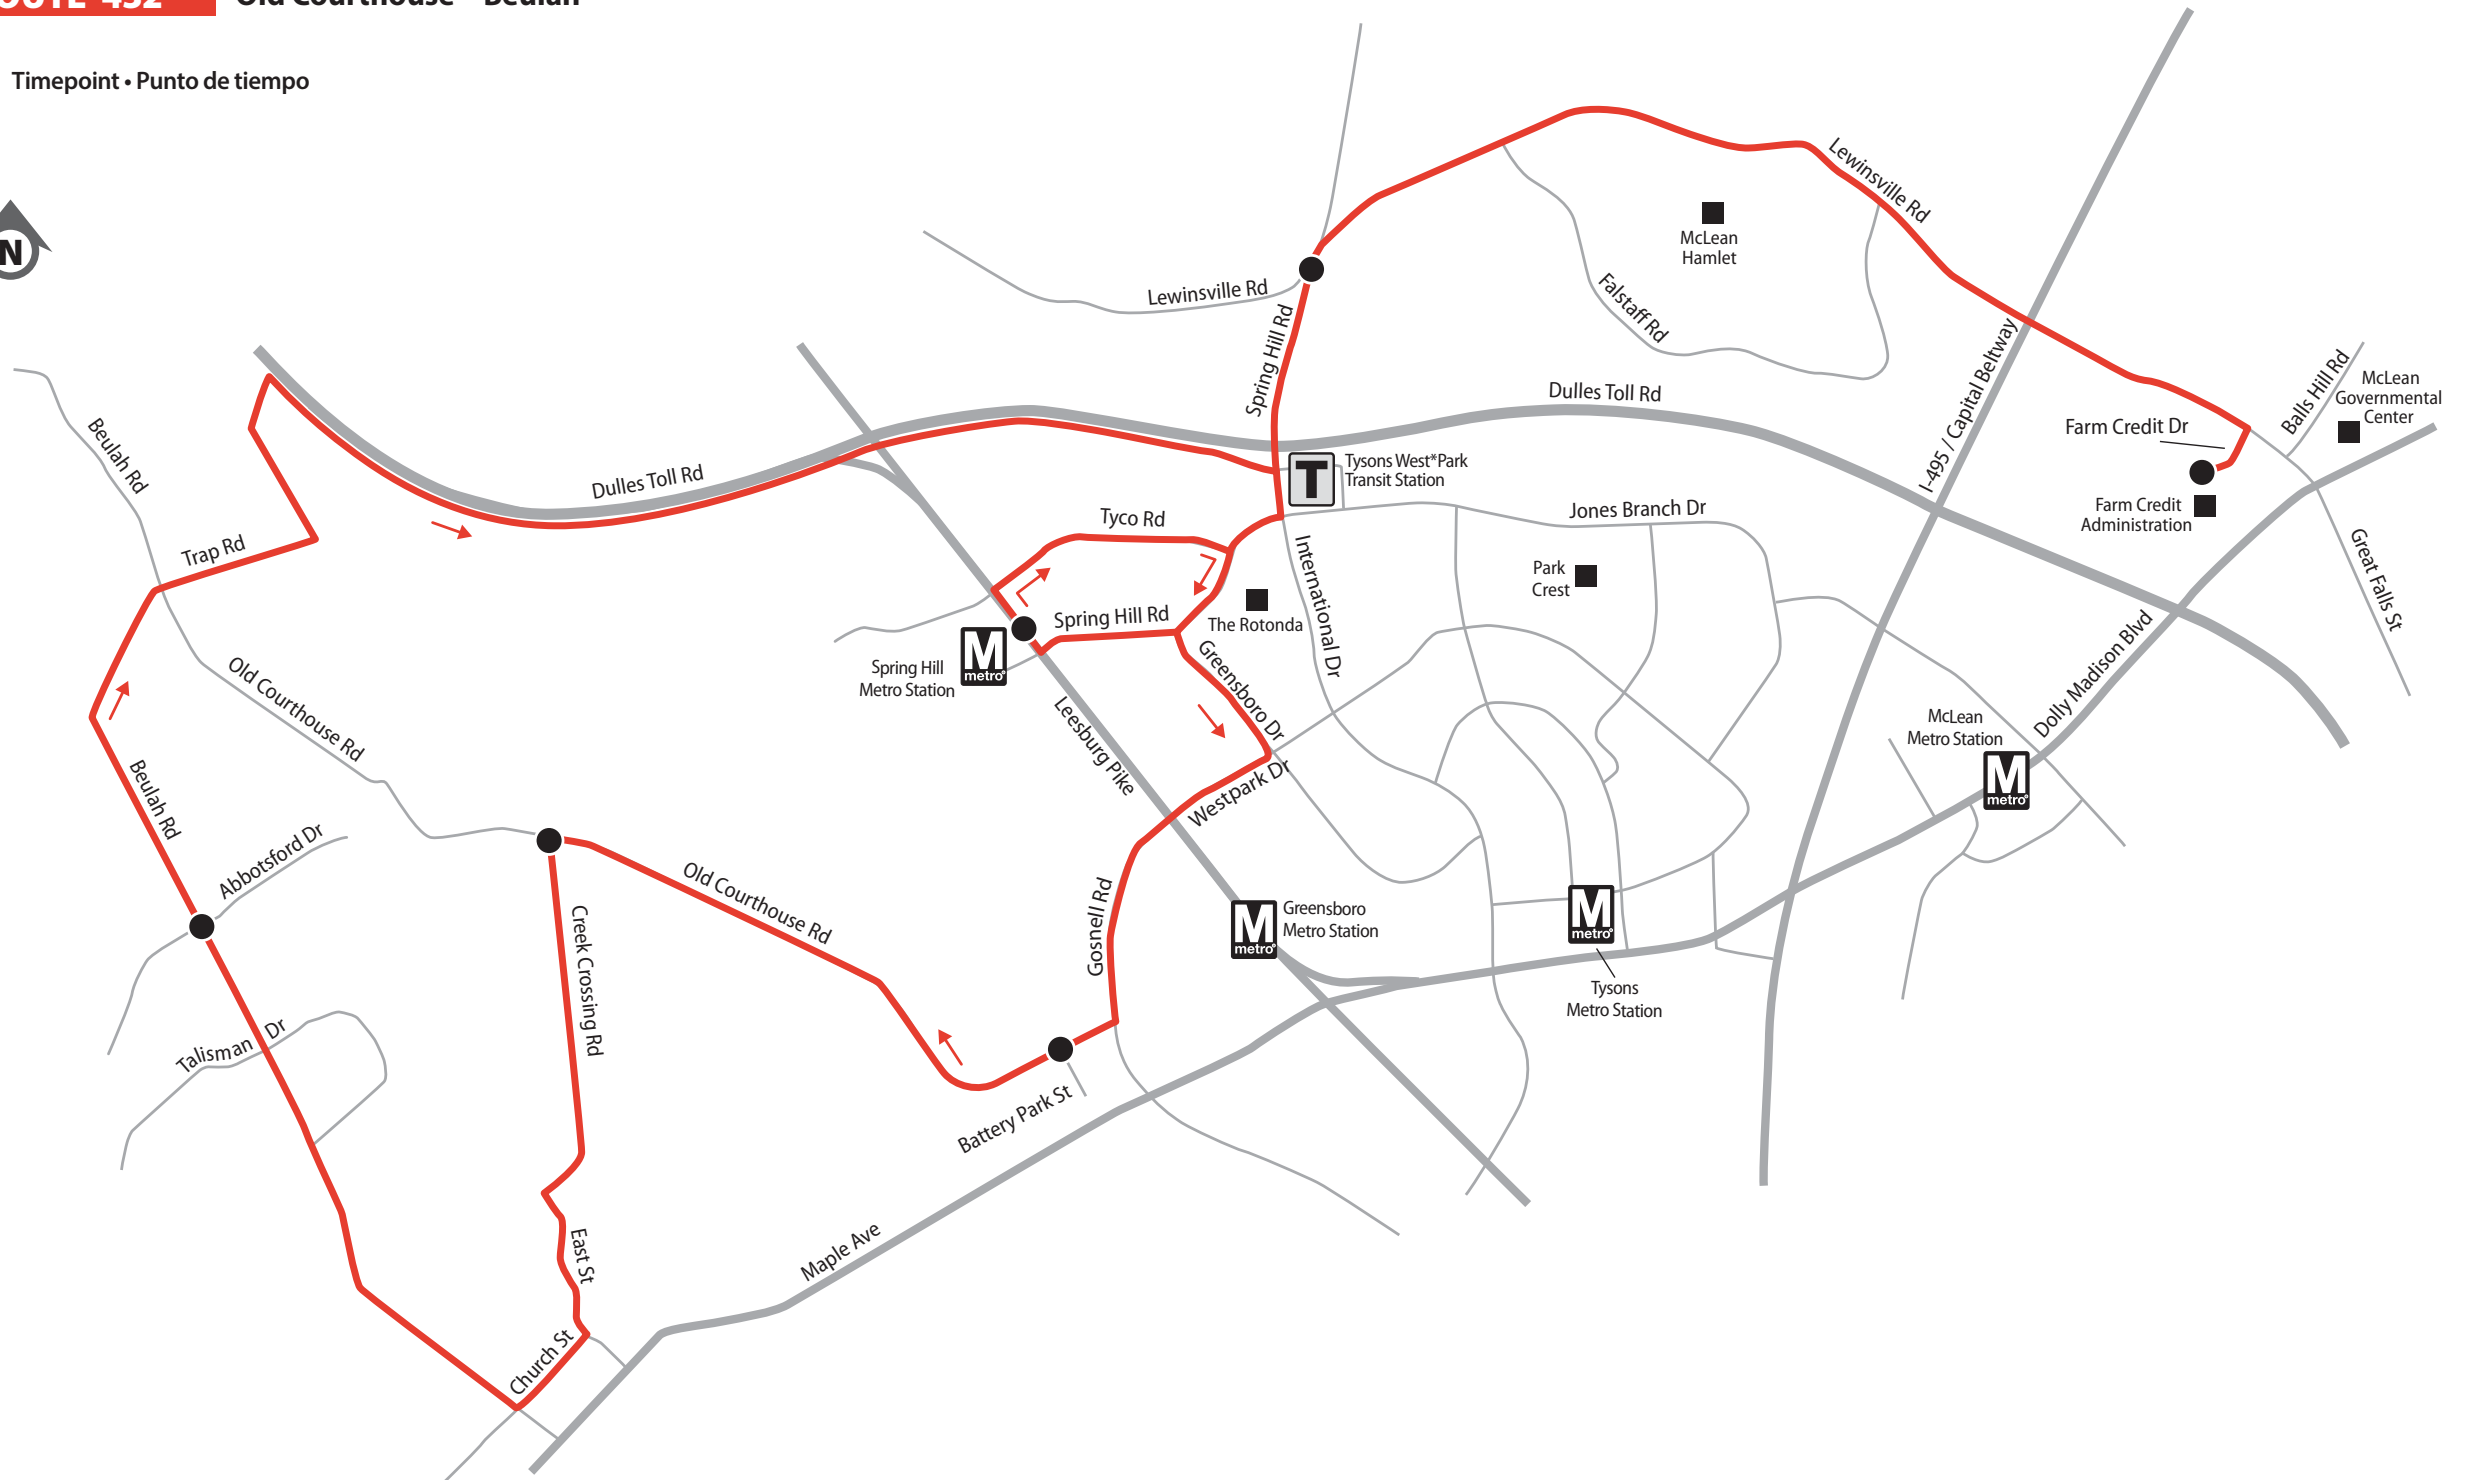 Timepoint • Punto de tiempo
N
Lewinsville Rd
McLean
Hamlet
Falstaff Rd
Lewinsville Rd
Spring Hill Rd
Dulles Toll Rd
I-495 / Capital Beltway
Balls Hill Rd
McLean
Governmental
Center
Farm Credit Dr
Farm Credit
Administration
Great Falls St
Beulah Rd
Dulles Toll Rd
T
Tysons West*Park
Transit Station
Jones Branch Dr
Tyco Rd
Trap Rd
International Dr
Park
Crest
Spring Hill Rd
The Rotonda
M
metro
Spring Hill
Metro Station
Greensboro Dr
Old Courthouse Rd
Leesburg Pike
Westpark Dr
McLean
Metro Station
M
metro
Dolly Madison Blvd
Beulah Rd
Abbotsford Dr
Old Courthouse Rd
Creek Crossing Rd
Gosnell Rd
M
metro
Greensboro
Metro Station
M
metro
Tysons
Metro Station
Talisman Dr
Battery Park St
East St
Maple Ave
Church St